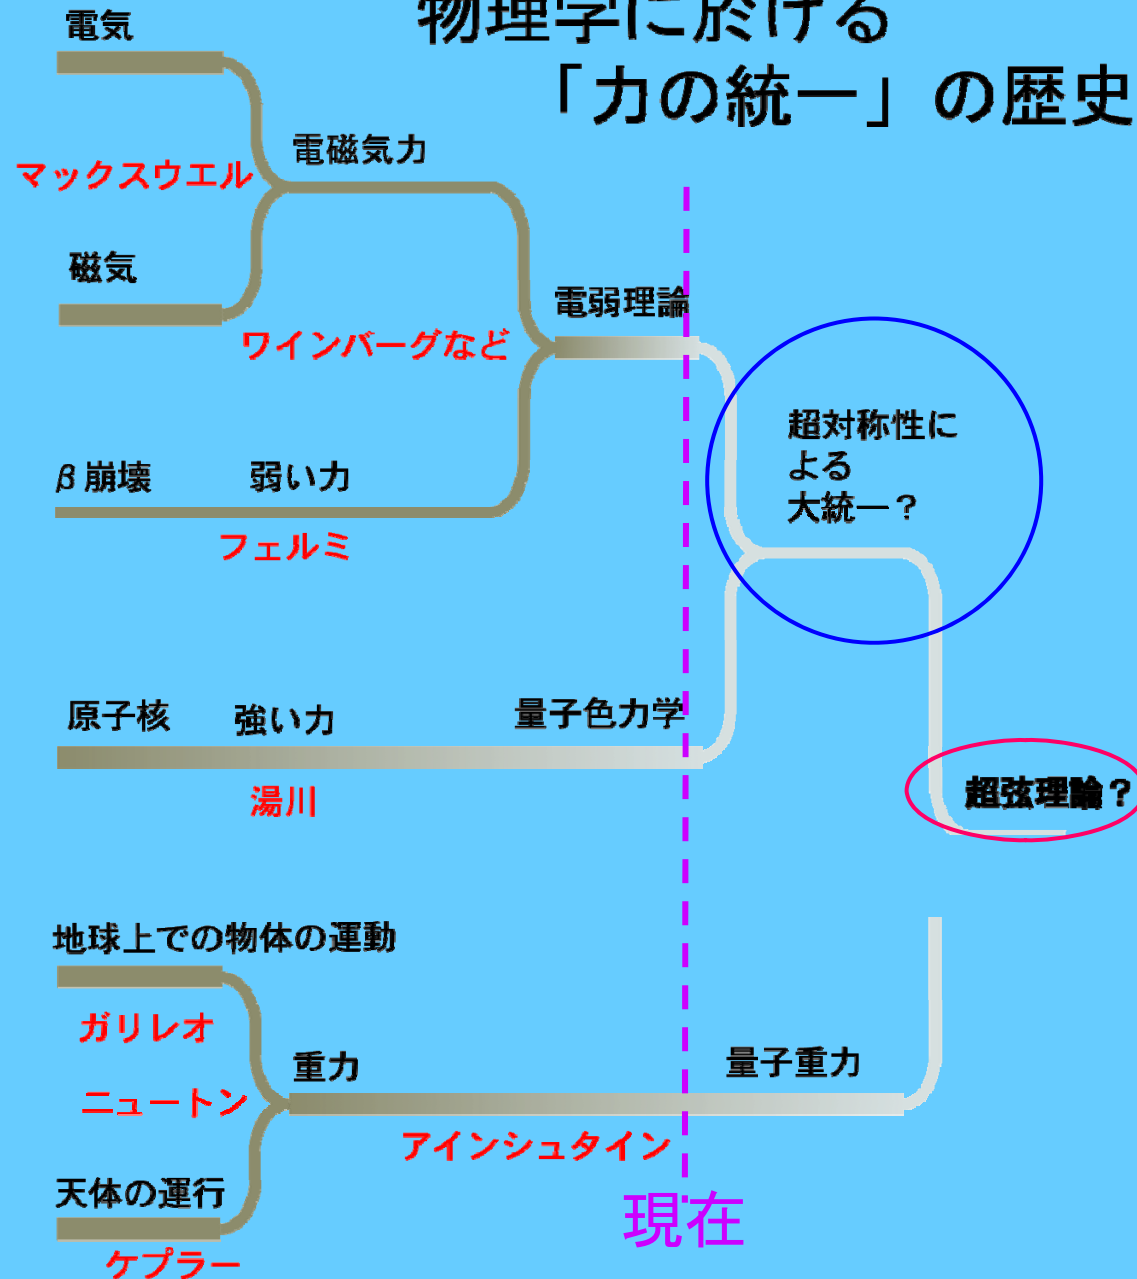 物理学に於ける
「力の統一」の歴史
電気
電磁気力
マックスウエル
磁気
電弱理論
ワインバーグなど
超対称性に
よる
大統一？
β崩壊
弱い力
フェルミ
原子核
強い力
量子色力学
湯川
超弦理論？
地球上での物体の運動
ガリレオ
重力
量子重力
ニュートン
アインシュタイン
天体の運行
現在
ケプラー